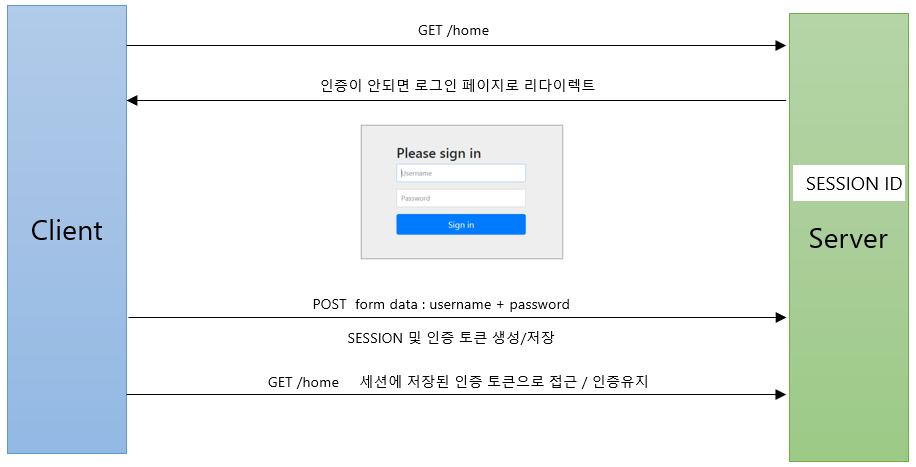 GET /home
인증이 안되면 로그인 페이지로 리다이렉트
Please sign in
Username
Password
Sign in
SESSION ID
Client
Server
POST form data : username + password
SESSION 및 인증 토큰 생성/저장
GET /home 세션에 저장된 인증 토큰으로 접근 / 인증유지